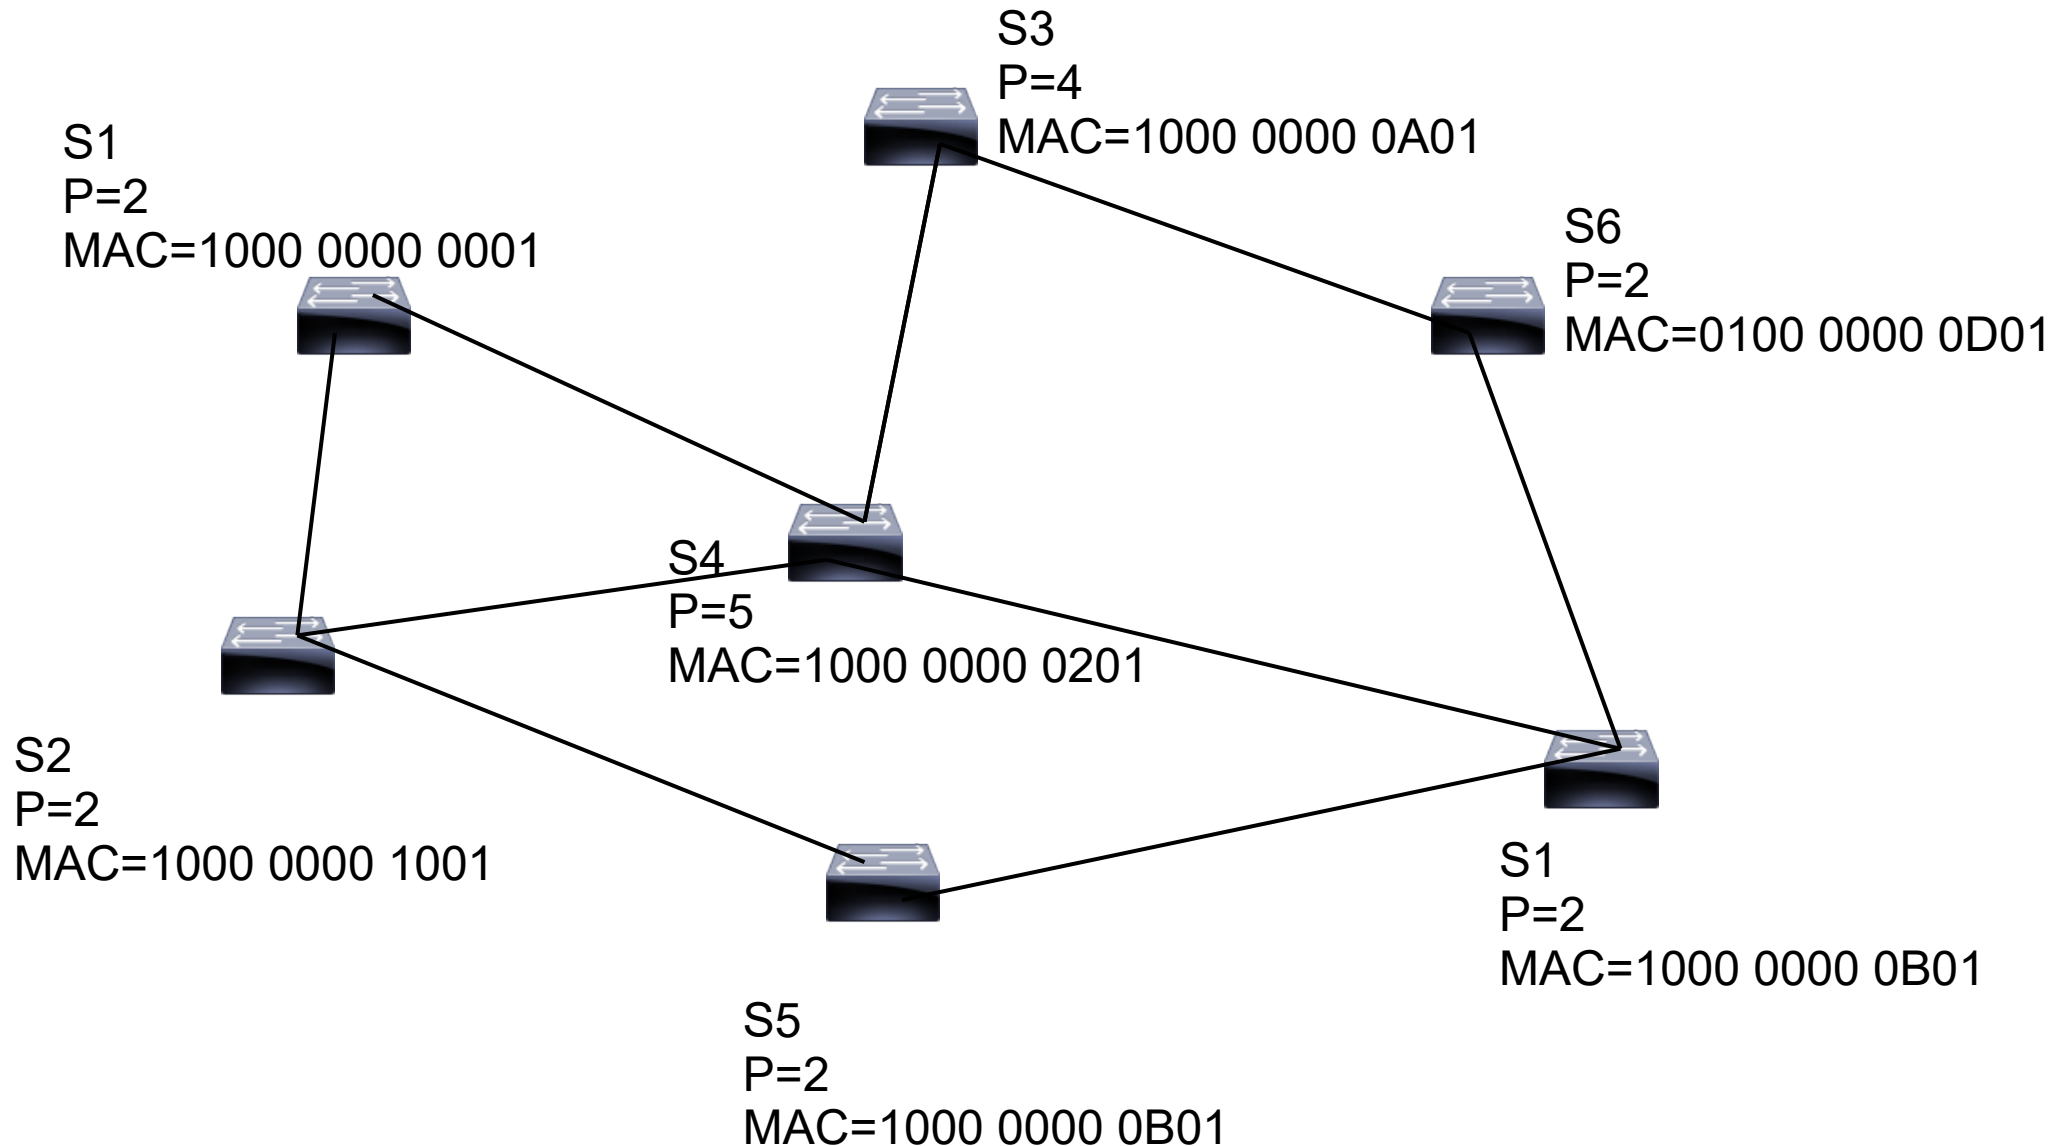 S3
P=4
MAC=1000 0000 0A01
S1
P=2
MAC=1000 0000 0001
S6
P=2
MAC=0100 0000 0D01
S4
P=5
MAC=1000 0000 0201
S2
P=2
MAC=1000 0000 1001
S1
P=2
MAC=1000 0000 0B01
S5
P=2
MAC=1000 0000 0B01